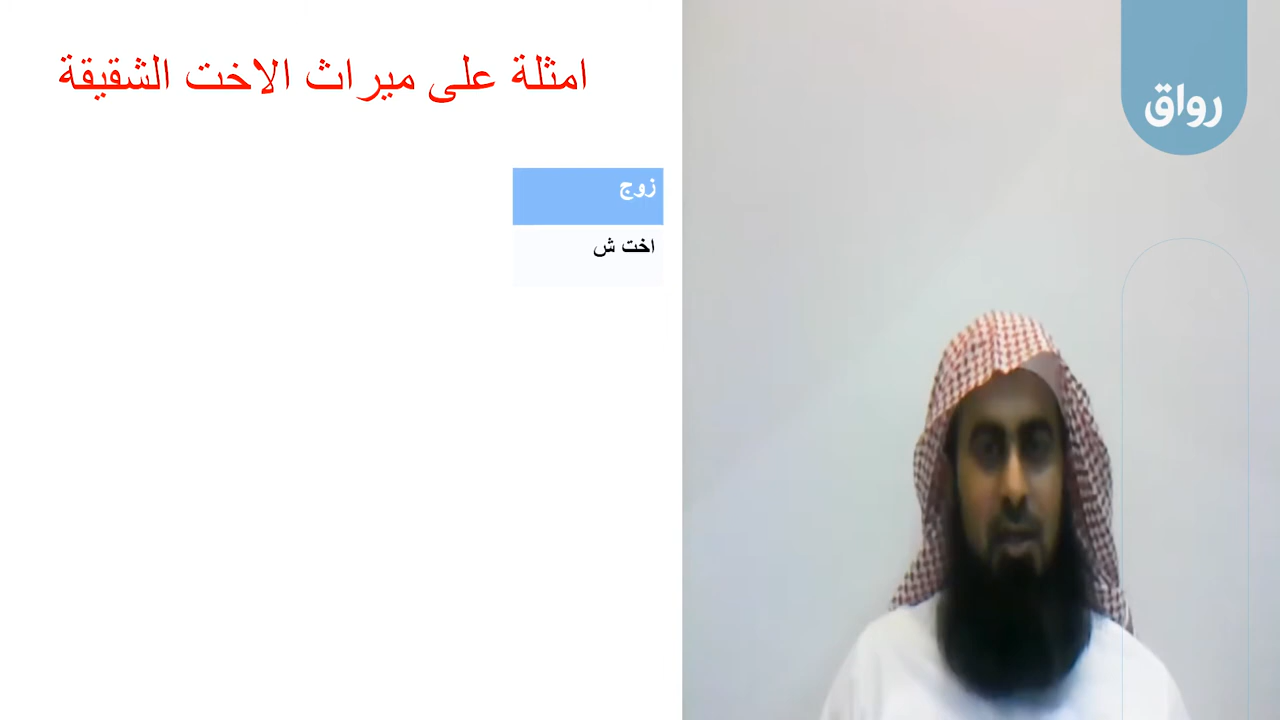 امثلة على ميراث الاخت الشقيقة
رواق
زوج
اخت ش